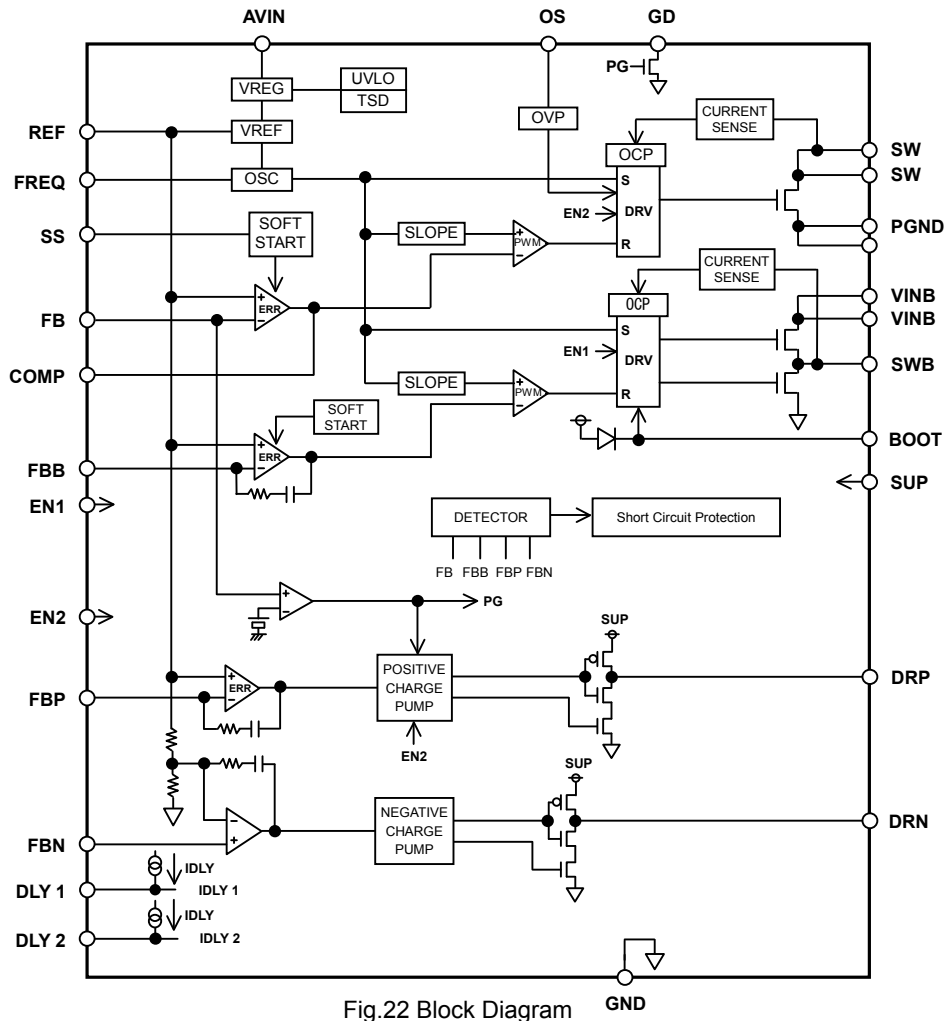 AVIN
OS
GD
PG
VREG
UVLO
TSD
REF
VREF
OVP
CURRENT
SENSE
SW
FREQ
OSC
OCP
SW
S
EN2
DRV
R
SS
SOFT
START
SLOPE
+
PWM
−
PGND
CURRENT
SENSE
+
ERR
−
OCP
VINB
FB
VINB
S
COMP
EN1
DRV
SWB
SLOPE
+
PWM
−
R
SOFT
START
+
ERR
−
BOOT
FBB
SUP
EN1
DETECTOR
Short Circuit Protection
FB FBB FBP FBN
+
−
PG
EN2
SUP
POSITIVE
CHARGE
PUMP
+
ERR
−
DRP
FBP
EN2
SUP
NEGATIVE
CHARGE
PUMP
−
+
DRN
FBN
IDLY
DLY 1
IDLY 1
IDLY
DLY 2
IDLY 2
GND
Fig.22 Block Diagram